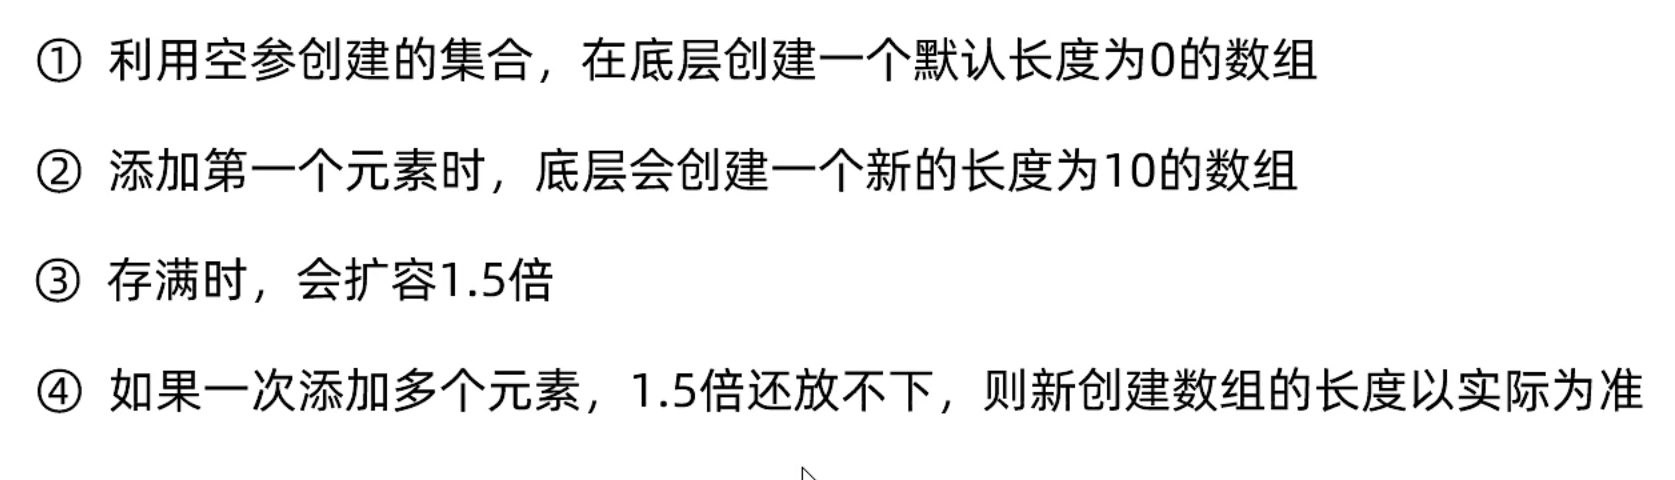 ① 利用空参创建的集合，在底层创建一个默认长度为0的数组
② 添加第一个元素时，底层会创建一个新的长度为10的数组
③ 存满时，会扩容1.5倍
④ 如果一次添加多个元素，1.5倍还放不下，则新创建数组的长度以实际为准